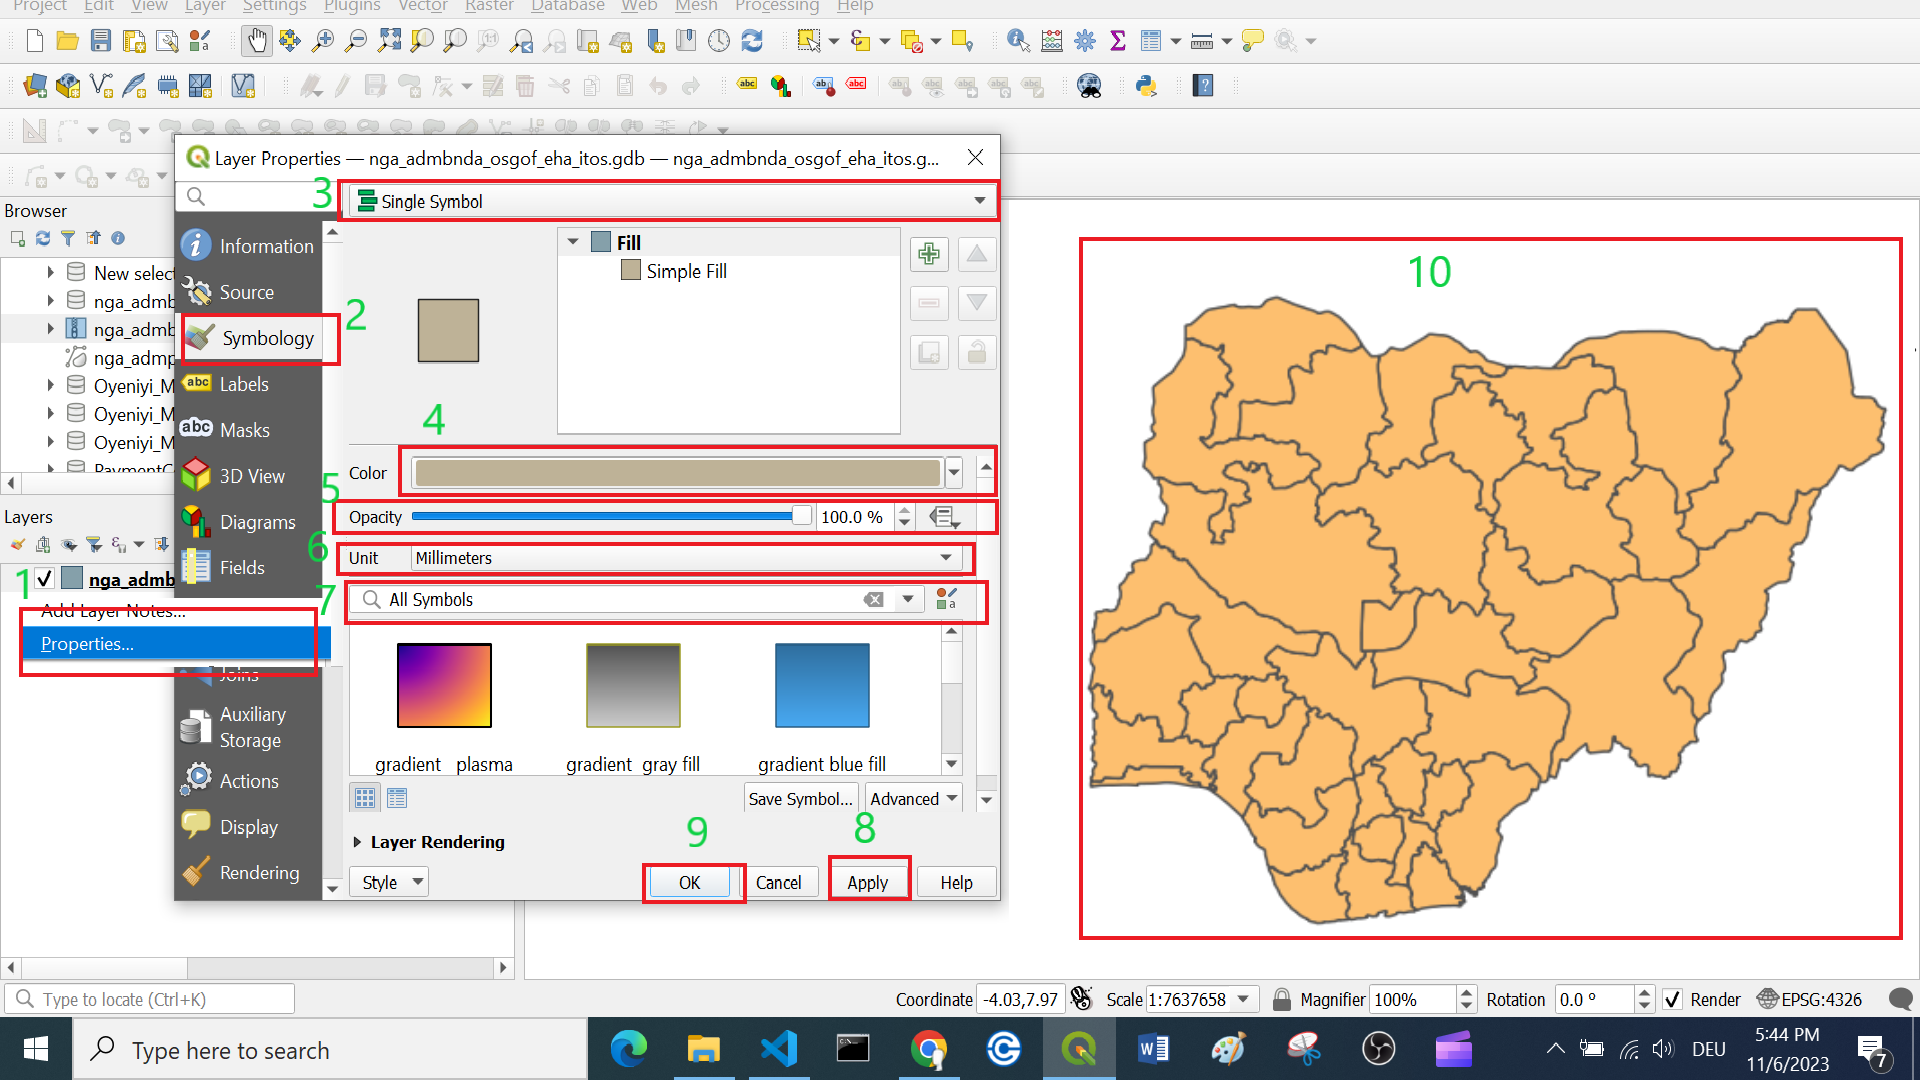 Project Edit View Layer Settings Plugins Vector Raster Database Web Mesh Processing Help
Layer Properties — nga_admbnda_osgof_eha_itos.gdb — nga_admbnda_osgof_eha_itos.g...
3
Single Symbol
Browser
Information
New select
nga_admb
nga_admb
nga_admp
Oyeniyi_M
Oyeniyi_M
Oyeniyi_M
PaymentC
Source
Symbology
2
abc Labels
abc Masks
3D View
Diagrams
Fields
Joins
Auxiliary
Storage
Actions
Display
Rendering
Fill
Simple Fill
4
Color
5
Opacity 100.0 %
6
Unit Millimeters
7
All Symbols
gradient plasma
gradient gray fill
gradient blue fill
Save Symbol... Advanced
9
8
Layer Rendering
Style OK Cancel Apply Help
Layers
1
nga_admb
Add Layer Notes...
Properties...
10
Type to locate (Ctrl+K)
Coordinate -4.03,7.97 Scale 1:7637658 Magnifier 100% Rotation 0.0 º Render EPSG:4326
Type here to search
DEU
5:44 PM
11/6/2023
7